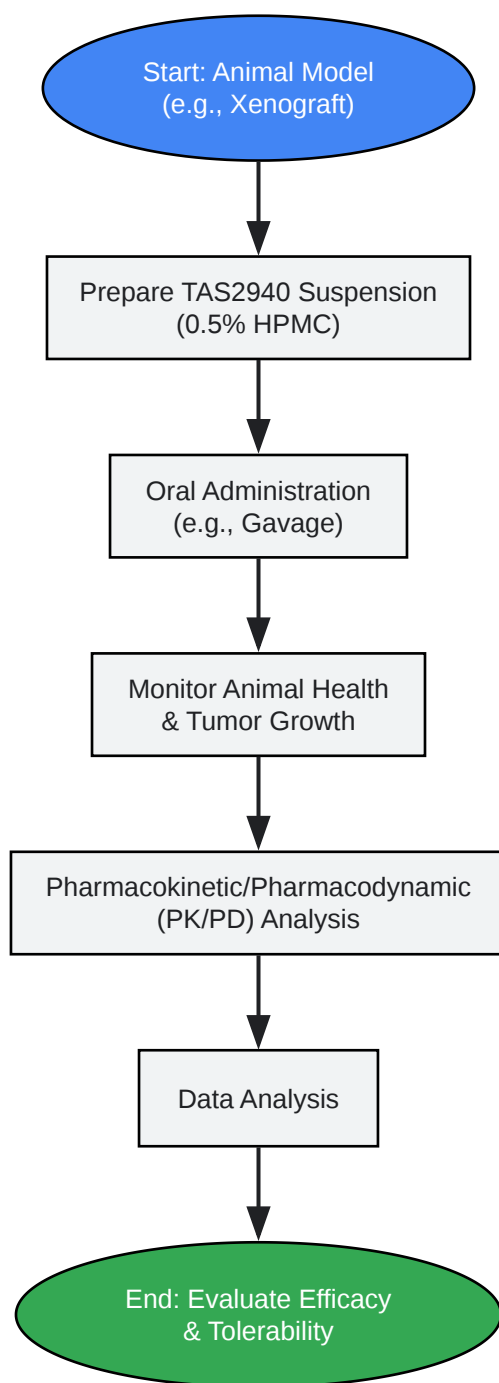 Start: Animal Model
(e.g., Xenograft)
Prepare TAS2940 Suspension
(0.5% HPMC)
Oral Administration
(e.g., Gavage)
Monitor Animal Health
& Tumor Growth
Pharmacokinetic/Pharmacodynamic
(PK/PD) Analysis
Data Analysis
End: Evaluate Efficacy
& Tolerability